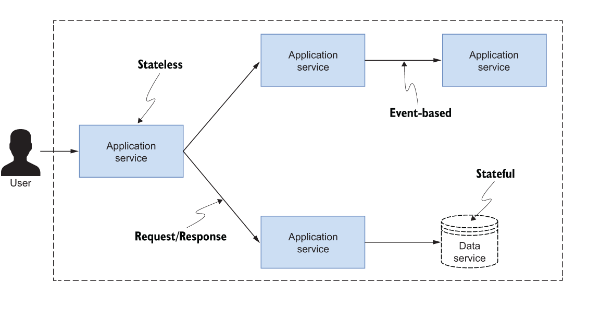 Stateless
Application
service
Application
service
Event-based
User
Application
service
Request/Response
Application
service
Stateful
Data
service